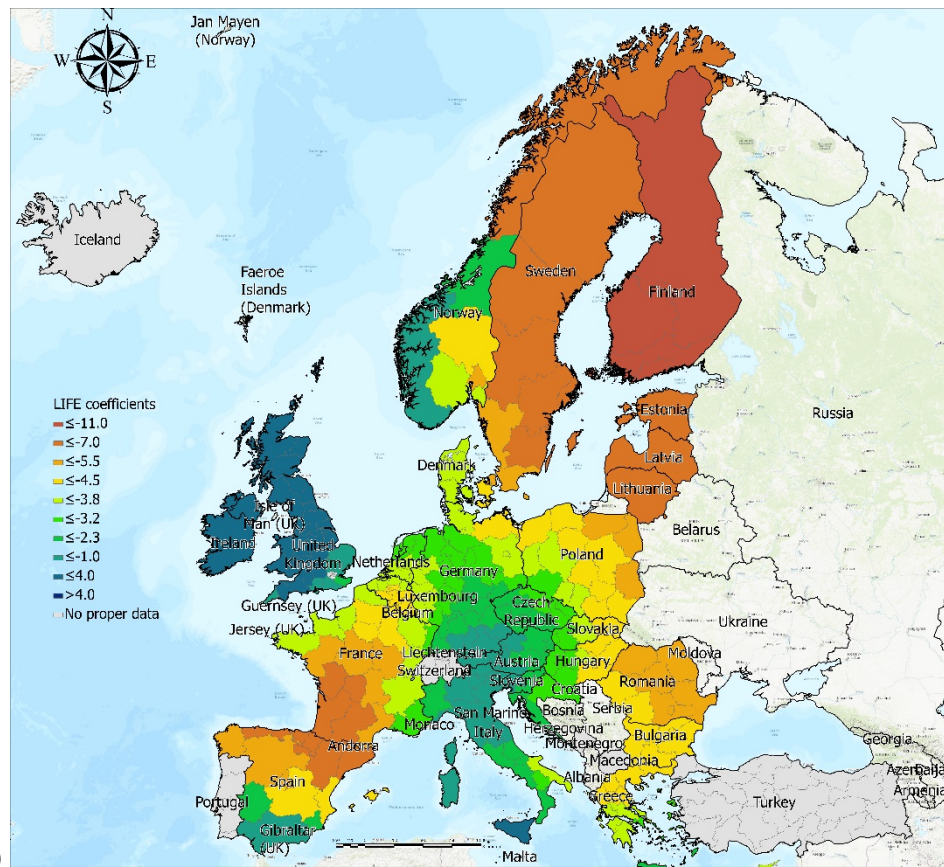 Jan Mayen
(Norway)
N
W
E
S
Iceland
Faeroe
Islands
(Denmark)
Sweden
Finland
Norway
Russia
LIFE coefficients
≤-11.0
≤-7.0
≤-5.5
≤-4.5
≤-3.8
≤-3.2
≤-2.3
≤-1.0
≤4.0
>4.0
No proper data
Estonia
Latvia
Lithuania
Denmark
Belarus
Isle of
Man (UK)
Ireland
United
Kingdom
Netherlands
Poland
Germany
Guernsey (UK)
Luxembourg
Belgium
Czech
Republic
Ukraine
Jersey (UK)
Slovakia
France
Liechtenstein
Switzerland
Austria
Hungary
Moldova
Slovenia
Romania
Croatia
San Marino
Bosnia
Herzegovina
Serbia
Monaco
Italy
Andorra
Montenegro
Bulgaria
Macedonia
Georgia
Spain
Albania
Armenia
Portugal
Greece
Turkey
Gibraltar
(UK)
Malta
)